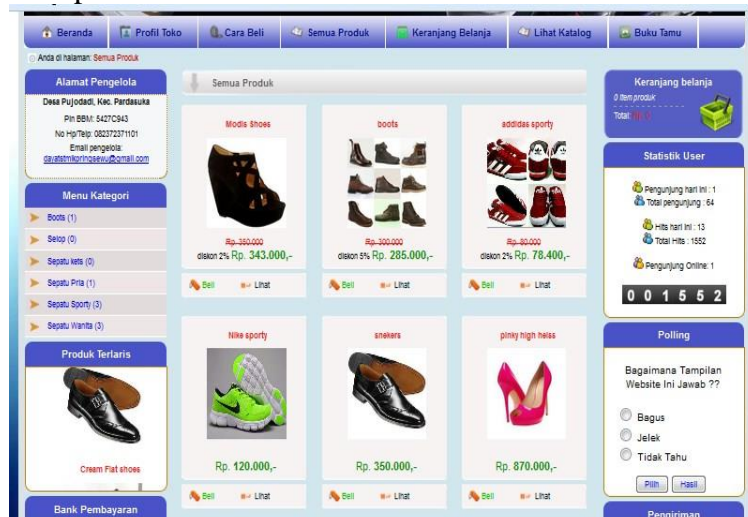 Beranda
Profil Toko
Cara Beli
Semua Produk
Keranjang Belanja
Lihat Katalog
Buku Tamu
Anda di halaman: Semua Produk
Alamat Pengelola
Desa Pujodadi, Kec. Pardasuka
Pin BBM: 5427C943
No Hp/Telp: 082372371101
Email pengelola:
dayatstmikpringsewu@gmail.com
Menu Kategori
Boots (1)
Selop (0)
Sepatu kets (0)
Sepatu Pria (1)
Sepatu Sporty (3)
Sepatu Wanita (3)
Produk Terlaris
Cream Flat shoes
Bank Pembayaran
Semua Produk
Modis Shoes
Rp. 350.000
diskon 2% Rp. 343.000,-
Beli
Lihat
boots
Rp. 300.000
diskon 5% Rp. 285.000,-
Beli
Lihat
addidas sporty
Rp. 80.000
diskon 2% Rp. 78.400,-
Beli
Lihat
Nike sporty
Rp. 120.000,-
Beli
Lihat
snekers
Rp. 350.000,-
Beli
Lihat
pinky high helss
Rp. 870.000,-
Beli
Lihat
Keranjang belanja
0 item produk
Total: Rp. 0
Statistik User
Pengunjung hari ini : 1
Total pengunjung : 64
Hits hari ini : 13
Total Hits : 1552
Pengunjung Online: 1
001552
Polling
Bagaimana Tampilan
Website Ini Jawab ??
Bagus
Jelek
Tidak Tahu
Pilih
Hasil
Pengiriman